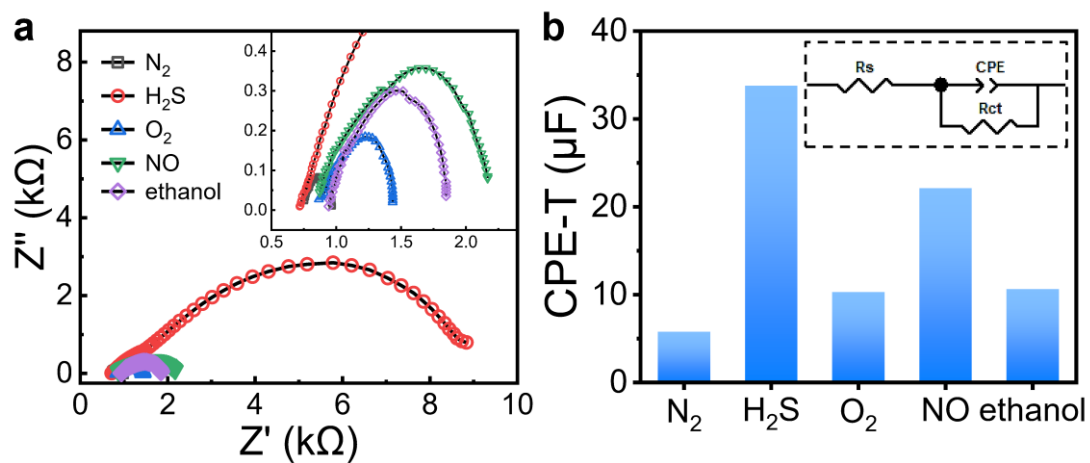 a
Z'' (kΩ)
8
6
4
2
0
N₂
H₂S
O₂
NO
ethanol
0.4
0.3
0.2
0.1
0.0
0.5 1.0 1.5 2.0
0 2 4 6 8 10
Z' (kΩ)
b
CPE-T (μF)
40
30
20
10
0
Rs
CPE
Rct
N₂ H₂S O₂ NO ethanol